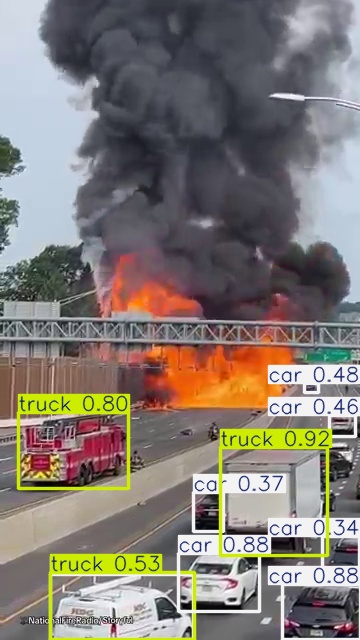 car 0.48
car 0.46
truck 0.80
truck 0.92
car 0.37
car 0.34
car 0.88
car 0.88
truck 0.53
NationalFireRadio/Storyful